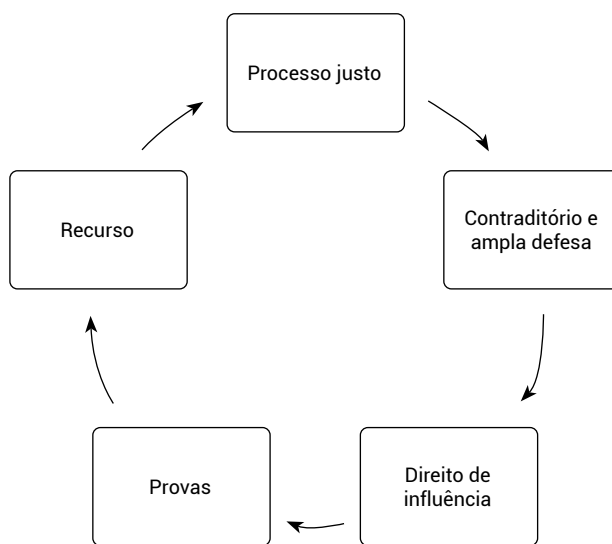 Processo justo
Contraditório e
ampla defesa
Direito de
influência
Provas
Recurso